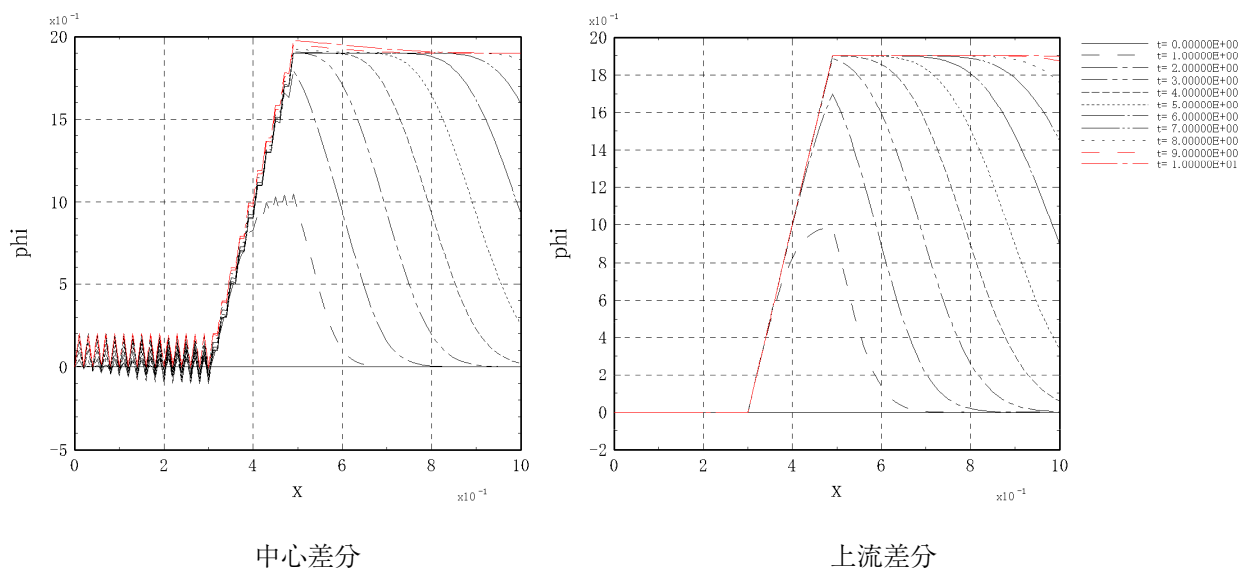 x10⁻¹
20
15
10
5
0
-5
phi
0 2 4 6 8 10
x
x10⁻¹
中心差分
x10⁻¹
20
18
16
14
12
10
8
6
4
2
0
-2
phi
0 2 4 6 8 10
x
x10⁻¹
上流差分
t= 0.00000E+00
t= 1.00000E+00
t= 2.00000E+00
t= 3.00000E+00
t= 4.00000E+00
t= 5.00000E+00
t= 6.00000E+00
t= 7.00000E+00
t= 8.00000E+00
t= 9.00000E+00
t= 1.00000E+01